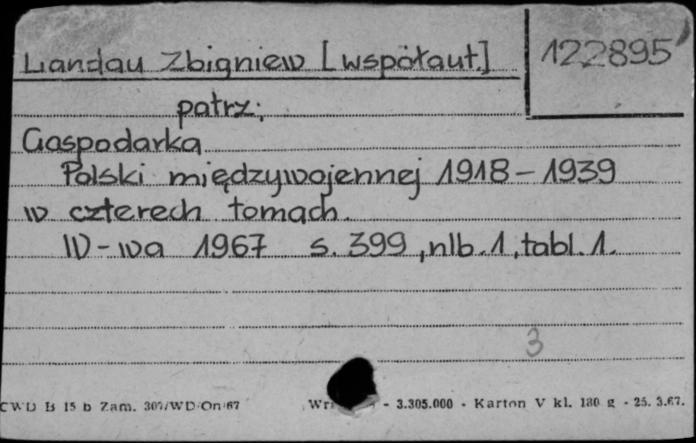 Landau Zbigniew [współaut]
122895
patrz:
Gospodarka
Polski międzywojennej 1918-1939
w czterech tomach.
W-wa 1967 s. 399, nlb. 1, tabl. 1.
3
CWD B 15 b Zam. 307/WD/On/67 - 3.305.000 - Karton V kl. 180 g - 25. 3.67.